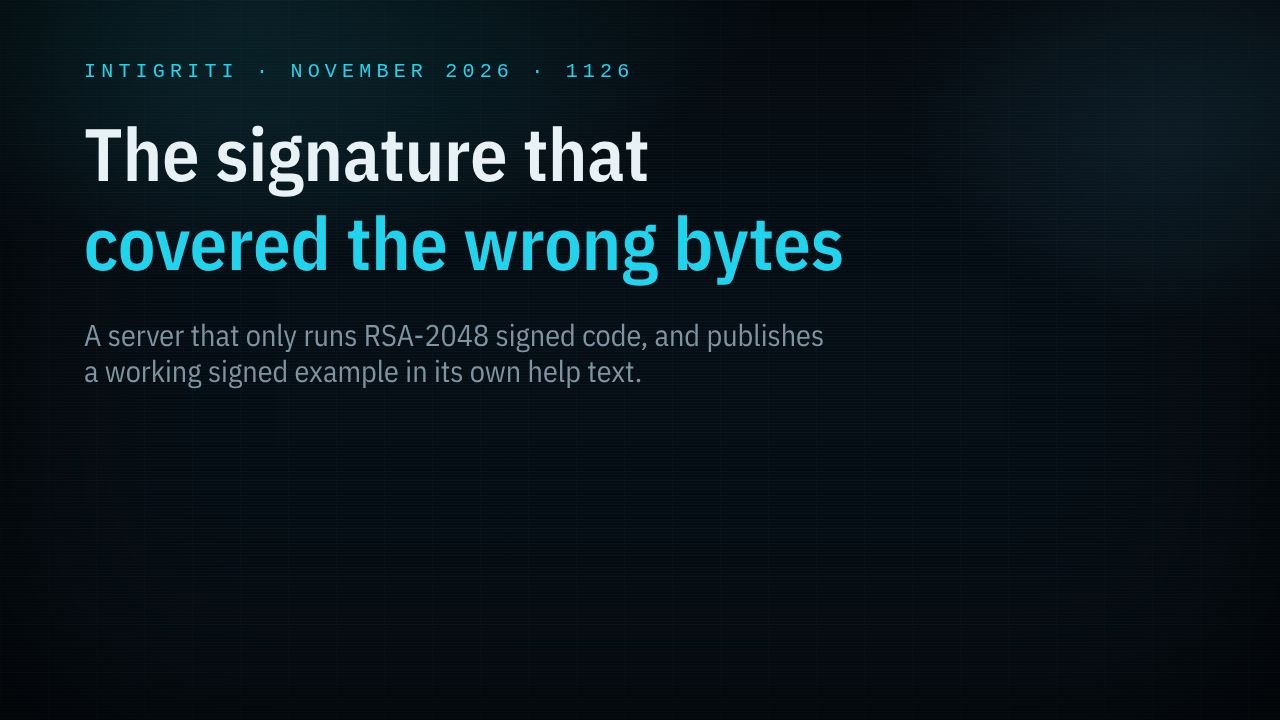 INTIGRITI · NOVEMBER 2026 · 1126
The signature that
covered the wrong bytes
A server that only runs RSA-2048 signed code, and publishes
a working signed example in its own help text.